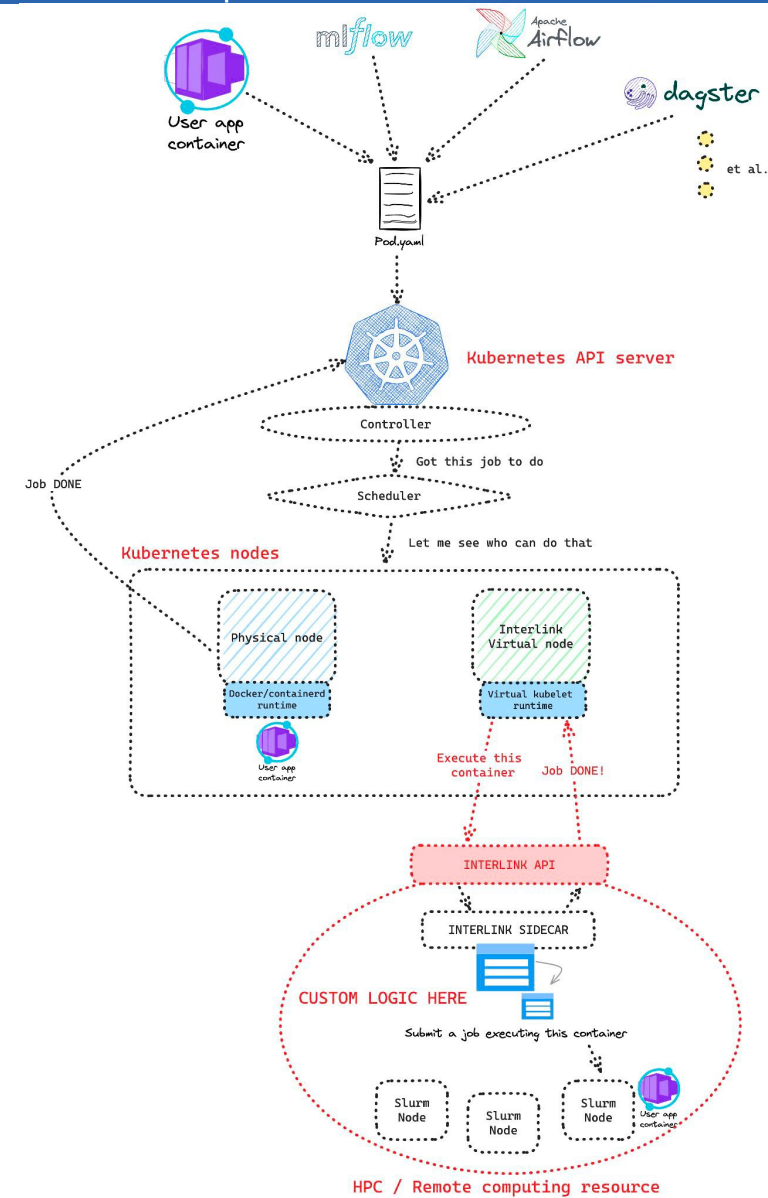 mlflow
Apache
Airflow
dagster
User app
container
et al.
Pod.yaml
Kubernetes API server
Controller
Got this job to do
Job DONE
Scheduler
Let me see who can do that
Kubernetes nodes
Physical node
Interlink
Virtual node
Docker/containerd
runtime
Virtual kubelet
runtime
User app
container
Execute this
container
Job DONE!
INTERLINK API
INTERLINK SIDECAR
CUSTOM LOGIC HERE
Submit a job executing this container
Slurm
Node
Slurm
Node
Slurm
Node
User app
container
HPC / Remote computing resource